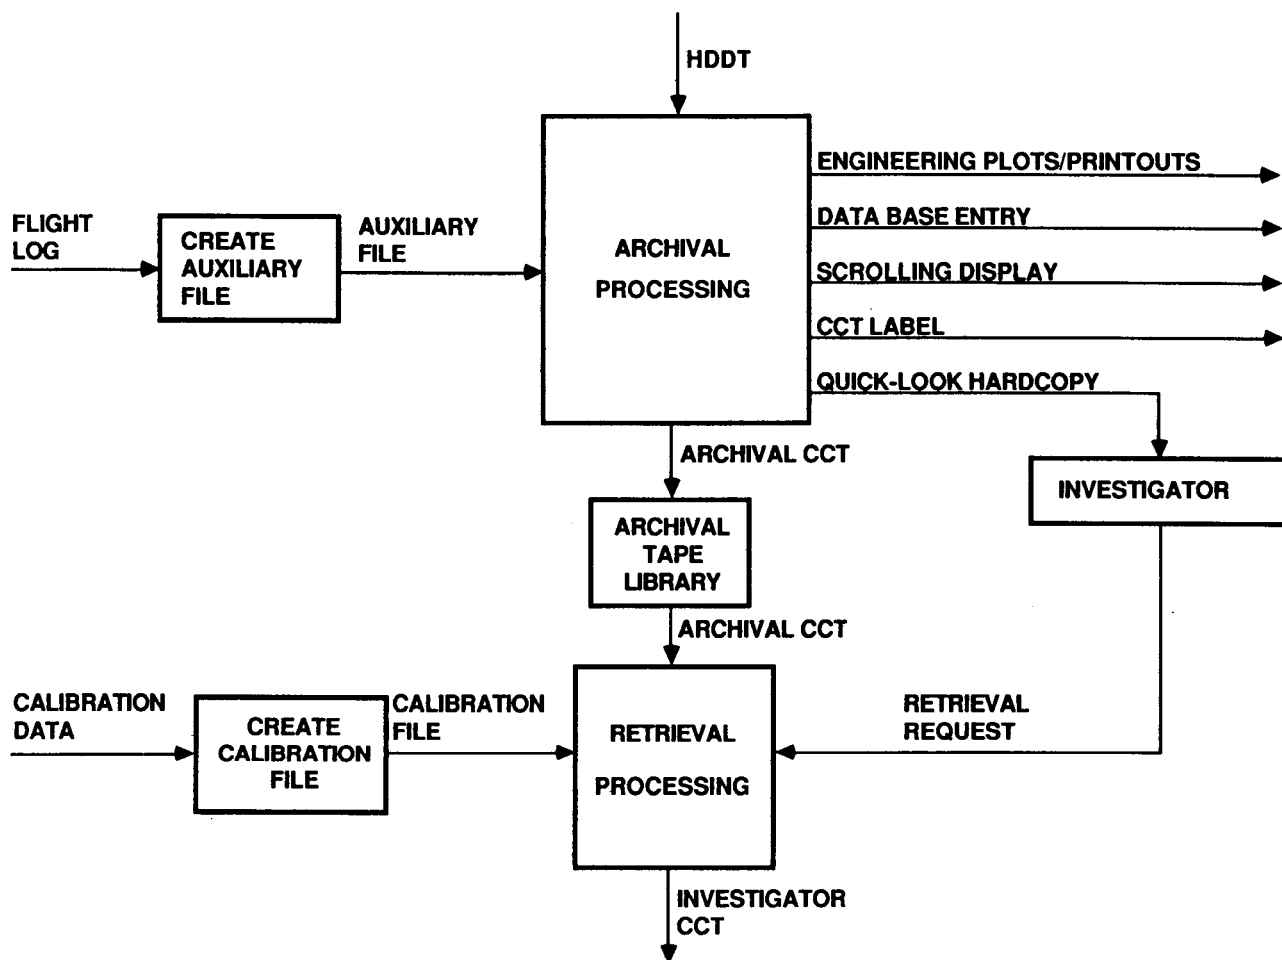 HDDT
ENGINEERING PLOTS/PRINTOUTS
DATA BASE ENTRY
SCROLLING DISPLAY
CCT LABEL
QUICK-LOOK HARDCOPY
FLIGHT
LOG
CREATE
AUXILIARY
FILE
AUXILIARY
FILE
ARCHIVAL
PROCESSING
ARCHIVAL CCT
INVESTIGATOR
ARCHIVAL
TAPE
LIBRARY
ARCHIVAL CCT
CALIBRATION
DATA
CREATE
CALIBRATION
FILE
CALIBRATION
FILE
RETRIEVAL
PROCESSING
RETRIEVAL
REQUEST
INVESTIGATOR
CCT